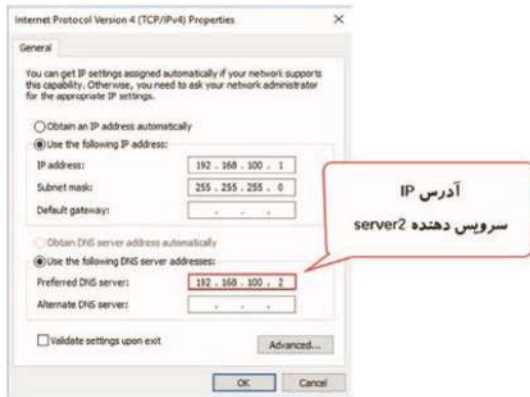 Internet Protocol Version 4 (TCP/IPv4) Properties
General
You can get IP settings assigned automatically if your network supports
this capability. Otherwise, you need to ask your network administrator
for the appropriate IP settings.
Obtain an IP address automatically
Use the following IP address:
IP address: 192 . 168 . 100 . 1
Subnet mask: 255 . 255 . 255 . 0
Default gateway: . . .
Obtain DNS server address automatically
Use the following DNS server addresses:
Preferred DNS server: 192 . 168 . 100 . 2
Alternate DNS server: . . .
Validate settings upon exit
Advanced...
OK Cancel
آدرس IP
سرویس دهنده server2